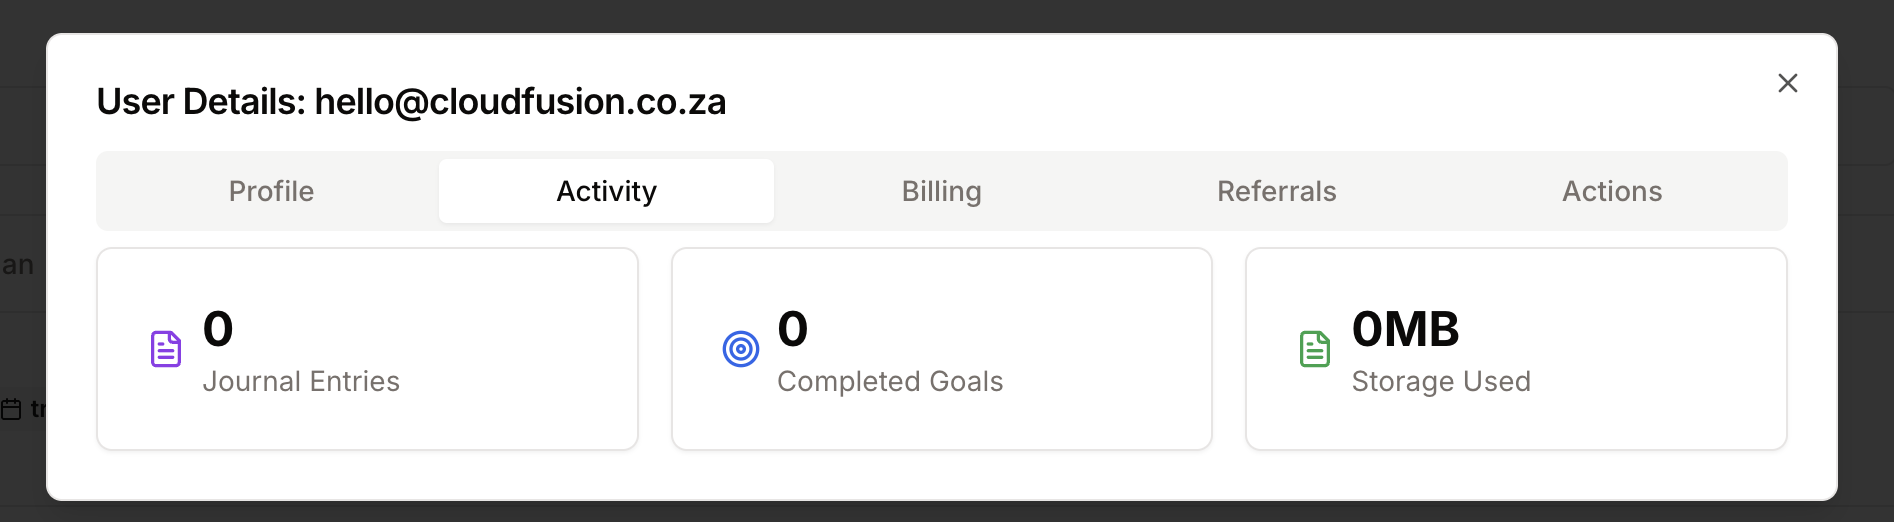 User Details: hello@cloudfusion.co.za
Profile
Activity
Billing
Referrals
Actions
an
0
Journal Entries
0
Completed Goals
0MB
Storage Used
tr